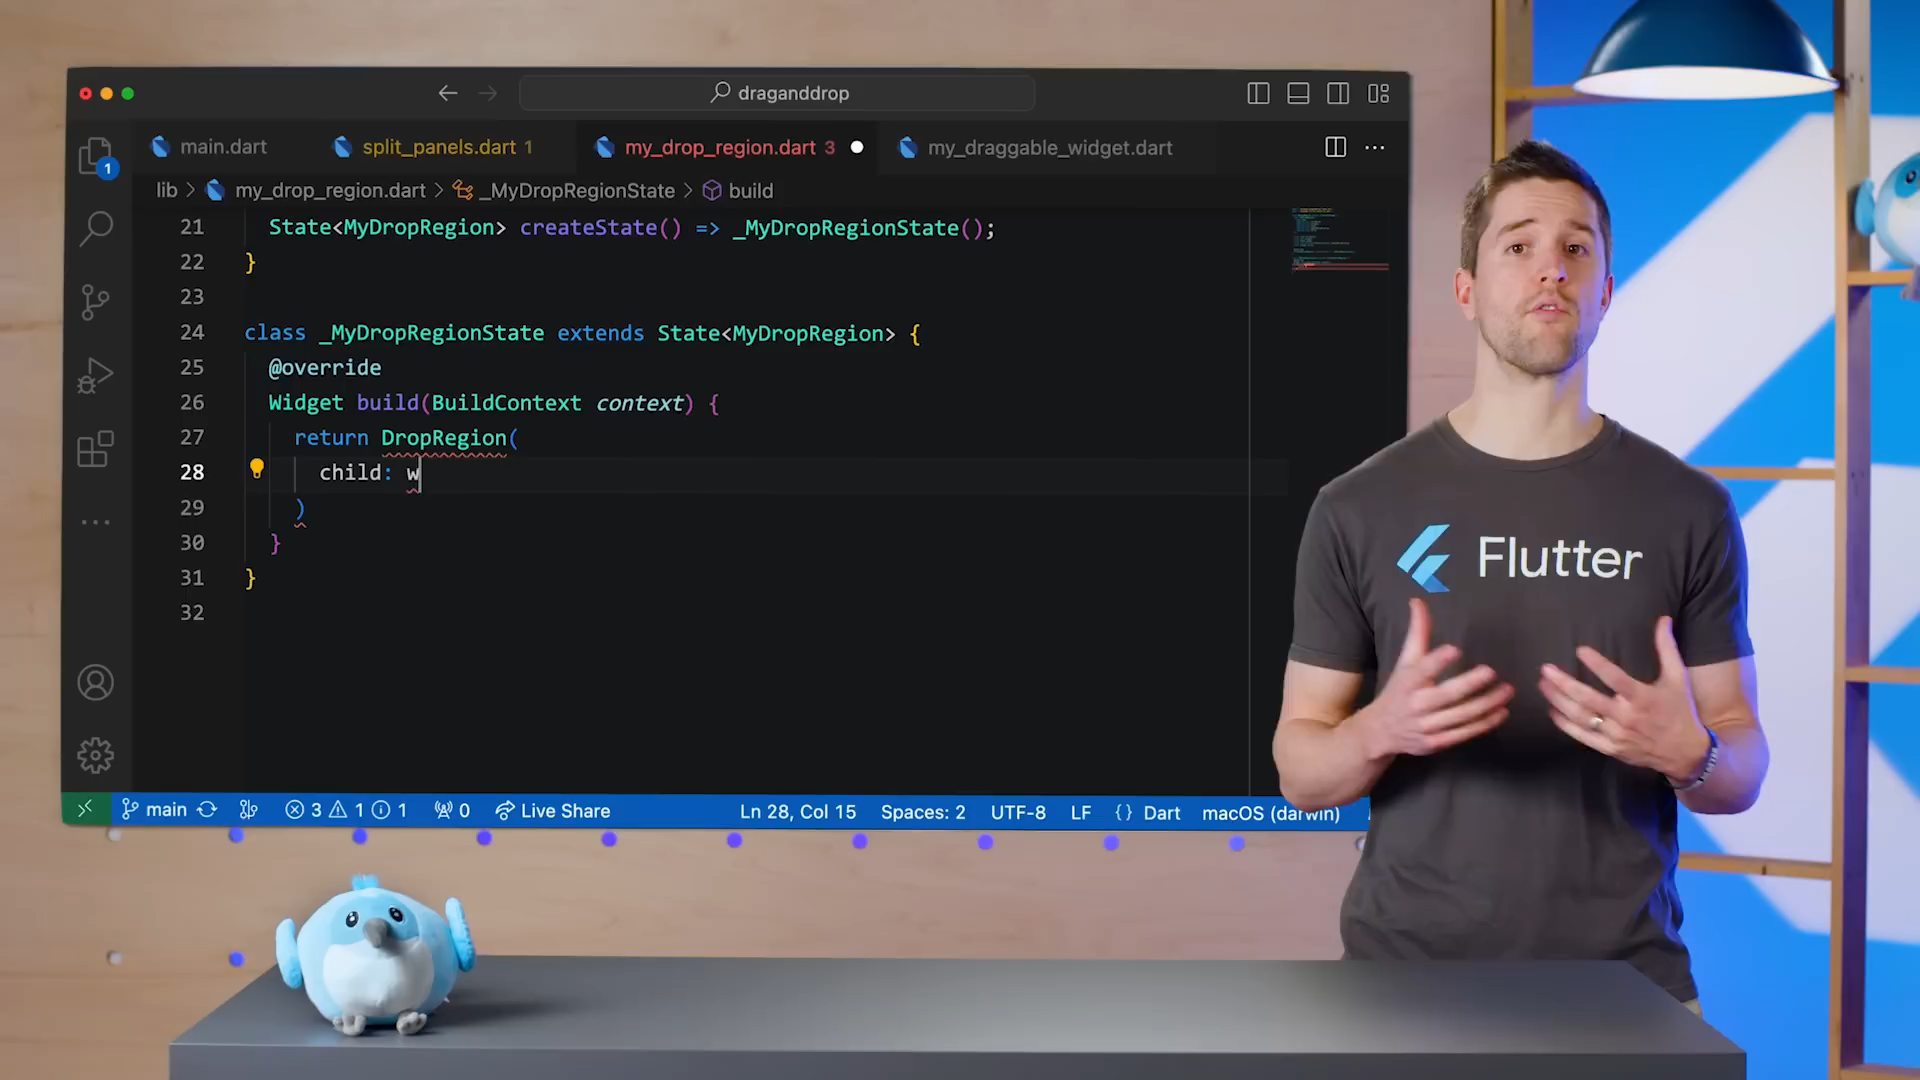 draganddrop
main.dart
split_panels.dart 1
my_drop_region.dart 3
my_draggable_widget.dart
lib > my_drop_region.dart > _MyDropRegionState > build
21 State<MyDropRegion> createState() => _MyDropRegionState();
22 }
23
24 class _MyDropRegionState extends State<MyDropRegion> {
25 @override
26 Widget build(BuildContext context) {
27 return DropRegion(
28 child: w
29 )
30 }
31 }
32
1
main
3 1 1
0
Live Share
Ln 28, Col 15
Spaces: 2
UTF-8
LF
{} Dart
macOS (darwin)
Flutter